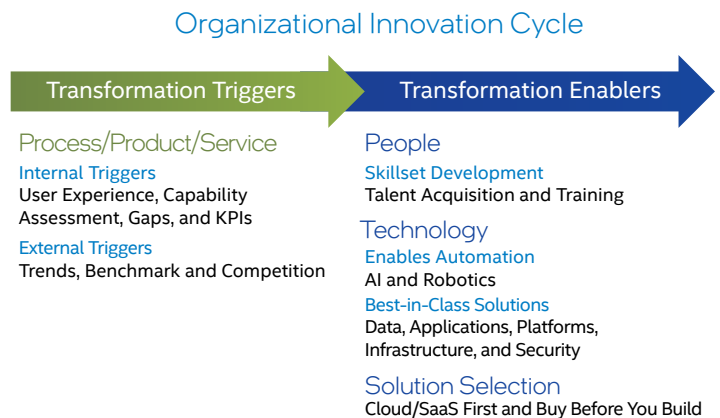 Organizational Innovation Cycle
Transformation Triggers
Process/Product/Service
Internal Triggers
User Experience, Capability
Assessment, Gaps, and KPIs
External Triggers
Trends, Benchmark and Competition
Transformation Enablers
People
Skillset Development
Talent Acquisition and Training
Technology
Enables Automation
AI and Robotics
Best-in-Class Solutions
Data, Applications, Platforms,
Infrastructure, and Security
Solution Selection
Cloud/SaaS First and Buy Before You Build